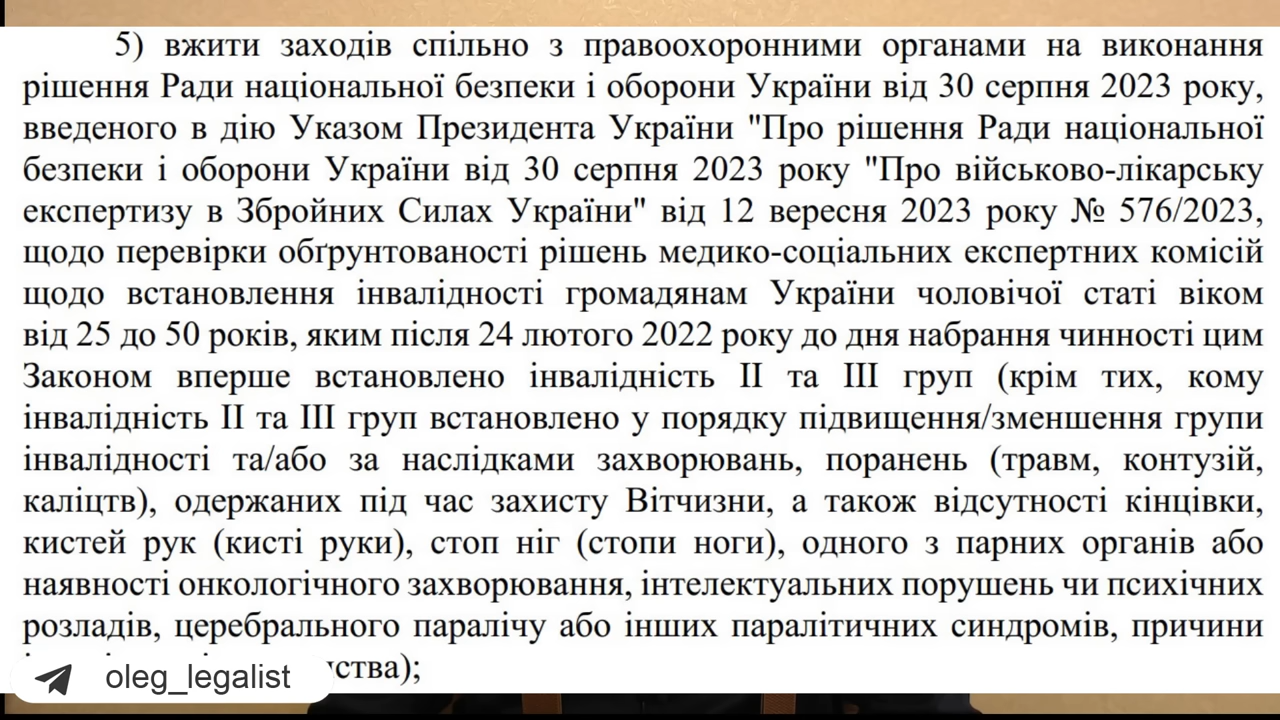 5) вжити заходів спільно з правоохоронними органами на виконання
рішення Ради національної безпеки і оборони України від 30 серпня 2023 року,
введеного в дію Указом Президента України "Про рішення Ради національної
безпеки і оборони України від 30 серпня 2023 року "Про військово-лікарську
експертизу в Збройних Силах України" від 12 вересня 2023 року № 576/2023,
щодо перевірки обґрунтованості рішень медико-соціальних експертних комісій
щодо встановлення інвалідності громадянам України чоловічої статі віком
від 25 до 50 років, яким після 24 лютого 2022 року до дня набрання чинності цим
Законом вперше встановлено інвалідність II та III груп (крім тих, кому
інвалідність II та III груп встановлено у порядку підвищення/зменшення групи
інвалідності та/або за наслідками захворювань, поранень (травм, контузій,
каліцтв), одержаних під час захисту Вітчизни, а також відсутності кінцівки,
кистей рук (кисті руки), стоп ніг (стопи ноги), одного з парних органів або
наявності онкологічного захворювання, інтелектуальних порушень чи психічних
розладів, церебрального паралічу або інших паралітичних синдромів, причини
ства);
oleg_legalist